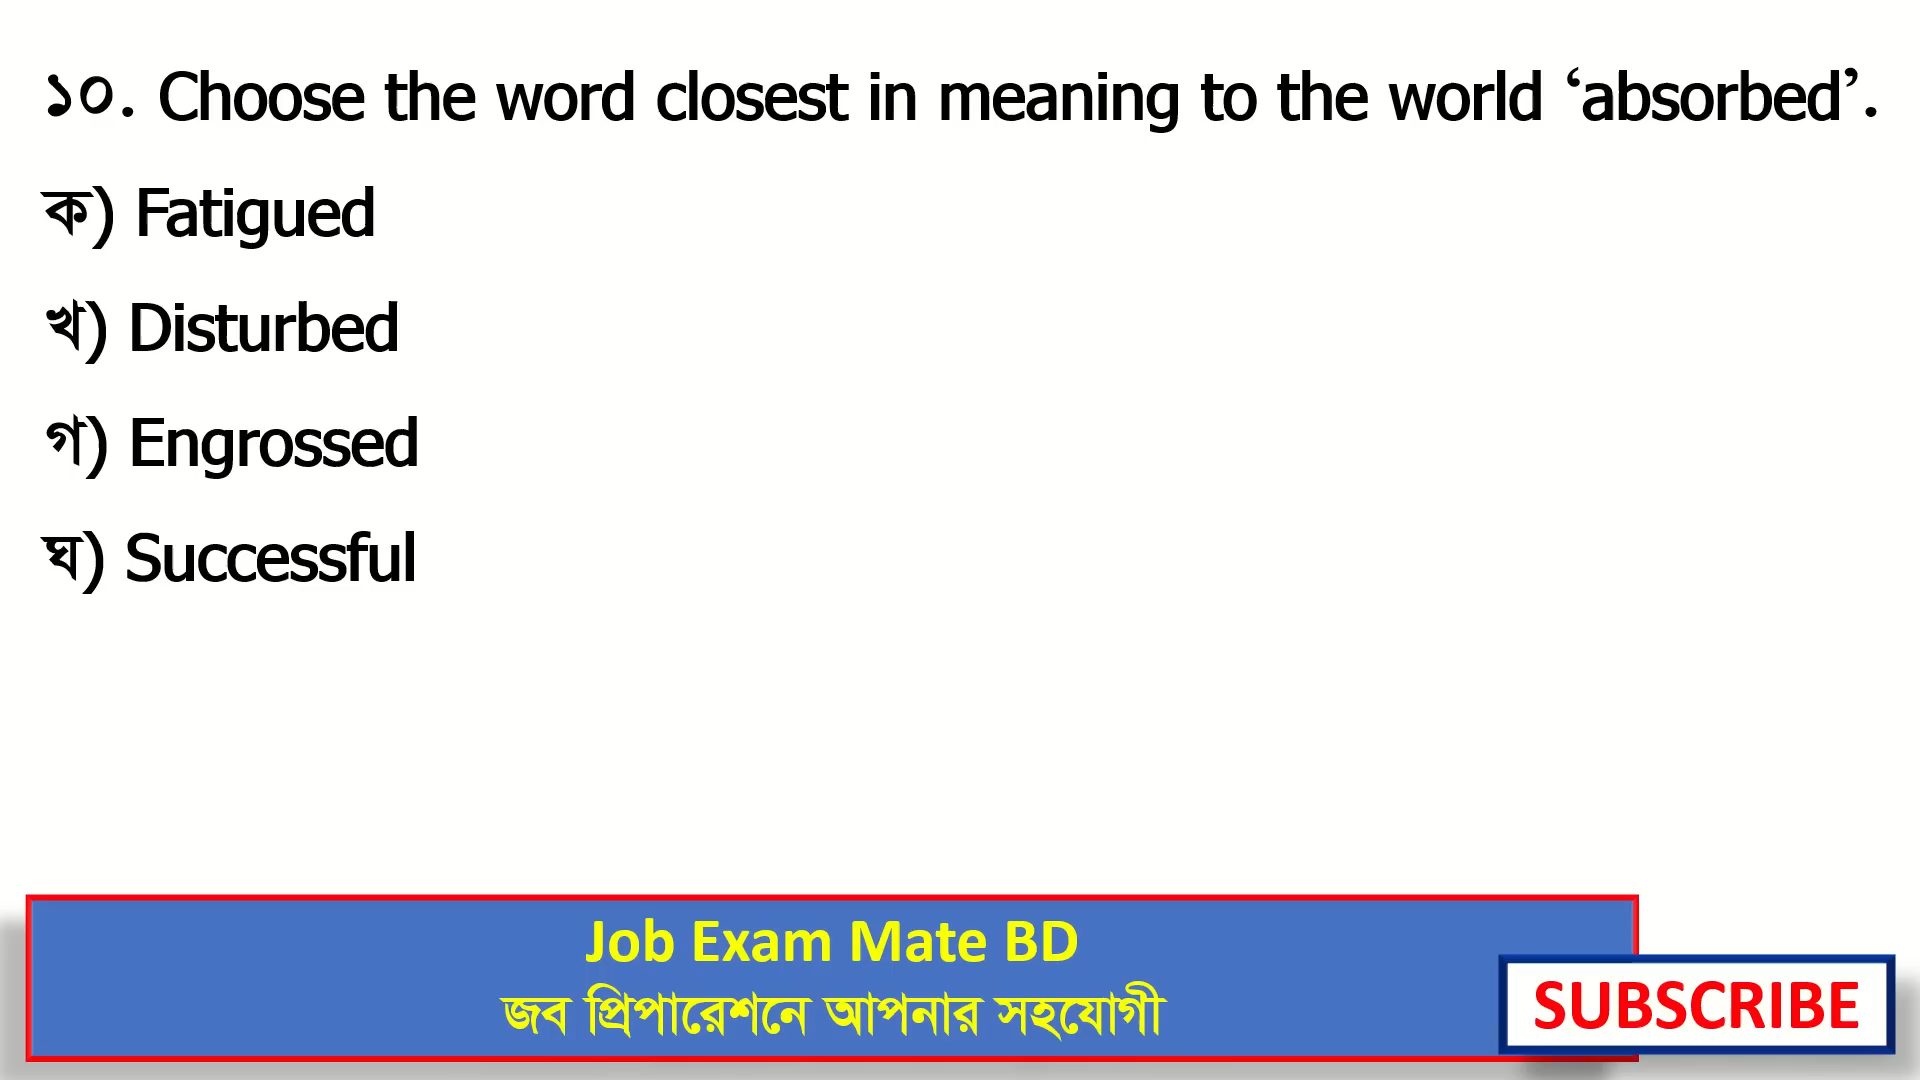 ১০. Choose the word closest in meaning to the world ‘absorbed’.
ক) Fatigued
খ) Disturbed
গ) Engrossed
ঘ) Successful
Job Exam Mate BD
জব প্রিপারেশনে আপনার সহযোগী
SUBSCRIBE